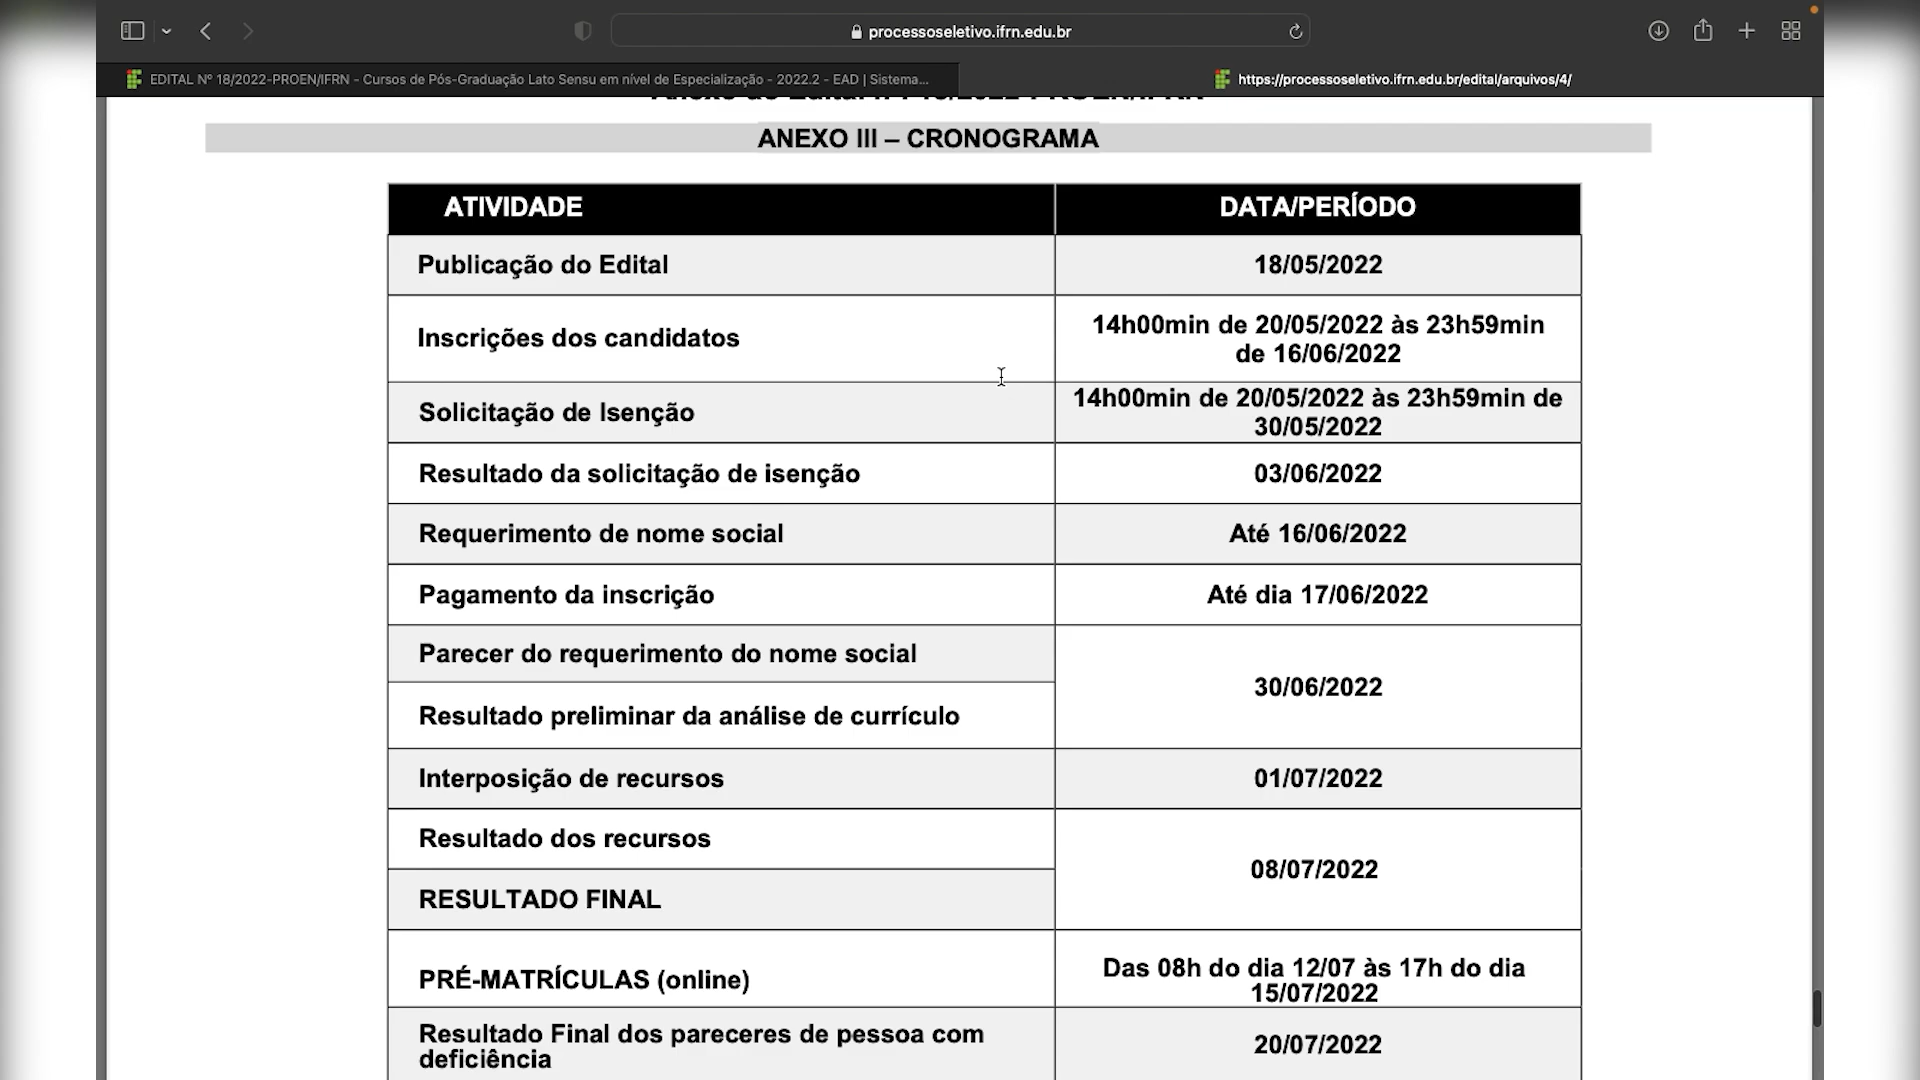 processoseletivo.ifrn.edu.br
EDITAL Nº 18/2022-PROEN/IFRN - Cursos de Pós-Graduação Lato Sensu em nível de Especialização - 2022.2 - EAD | Sistema...
https://processoseletivo.ifrn.edu.br/edital/arquivos/4/
ANEXO III – CRONOGRAMA
ATIVIDADE
DATA/PERÍODO
Publicação do Edital
18/05/2022
Inscrições dos candidatos
14h00min de 20/05/2022 às 23h59min
de 16/06/2022
Solicitação de Isenção
14h00min de 20/05/2022 às 23h59min de
30/05/2022
Resultado da solicitação de isenção
03/06/2022
Requerimento de nome social
Até 16/06/2022
Pagamento da inscrição
Até dia 17/06/2022
Parecer do requerimento do nome social
Resultado preliminar da análise de currículo
30/06/2022
Interposição de recursos
01/07/2022
Resultado dos recursos
RESULTADO FINAL
08/07/2022
PRÉ-MATRÍCULAS (online)
Das 08h do dia 12/07 às 17h do dia
15/07/2022
Resultado Final dos pareceres de pessoa com
deficiência
20/07/2022